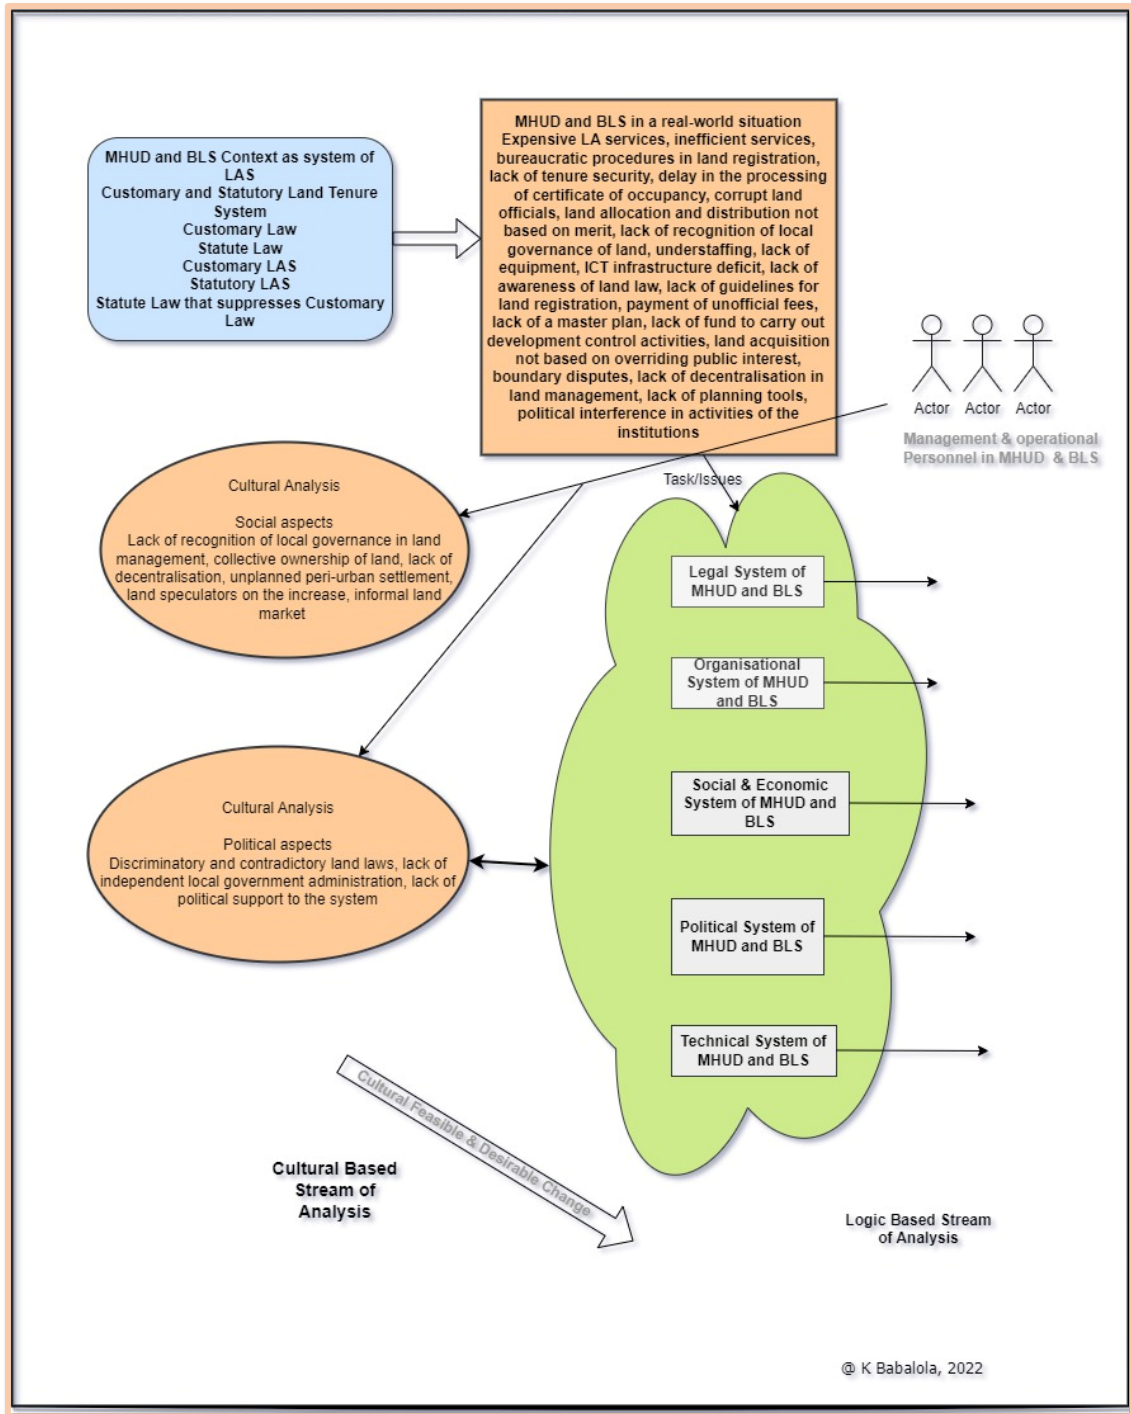 MHUD and BLS Context as system of
LAS
Customary and Statutory Land Tenure
System
Customary Law
Statute Law
Customary LAS
Statutory LAS
Statute Law that suppresses Customary
Law
MHUD and BLS in a real-world situation
Expensive LA services, inefficient services,
bureaucratic procedures in land registration,
lack of tenure security, delay in the processing
of certificate of occupancy, corrupt land
officials, land allocation and distribution not
based on merit, lack of recognition of local
governance of land, understaffing, lack of
equipment, ICT infrastructure deficit, lack of
awareness of land law, lack of guidelines for
land registration, payment of unofficial fees,
lack of a master plan, lack of fund to carry out
development control activities, land acquisition
not based on overriding public interest,
boundary disputes, lack of decentralisation in
land management, lack of planning tools,
political interference in activities of the
institutions
Actor Actor Actor
Management & operational
Personnel in MHUD & BLS
Task/Issues
Cultural Analysis
Social aspects
Lack of recognition of local governance in land
management, collective ownership of land, lack of
decentralisation, unplanned peri-urban settlement,
land speculators on the increase, informal land
market
Legal System of
MHUD and BLS
Organisational
System of MHUD
and BLS
Social & Economic
System of MHUD and
BLS
Cultural Analysis
Political aspects
Discriminatory and contradictory land laws, lack of
independent local government administration, lack of
political support to the system
Political System of
MHUD and BLS
Technical System of
MHUD and BLS
Cultural Feasible & Desirable Change
Cultural Based
Stream of
Analysis
Logic Based Stream
of Analysis
@ K Babalola, 2022